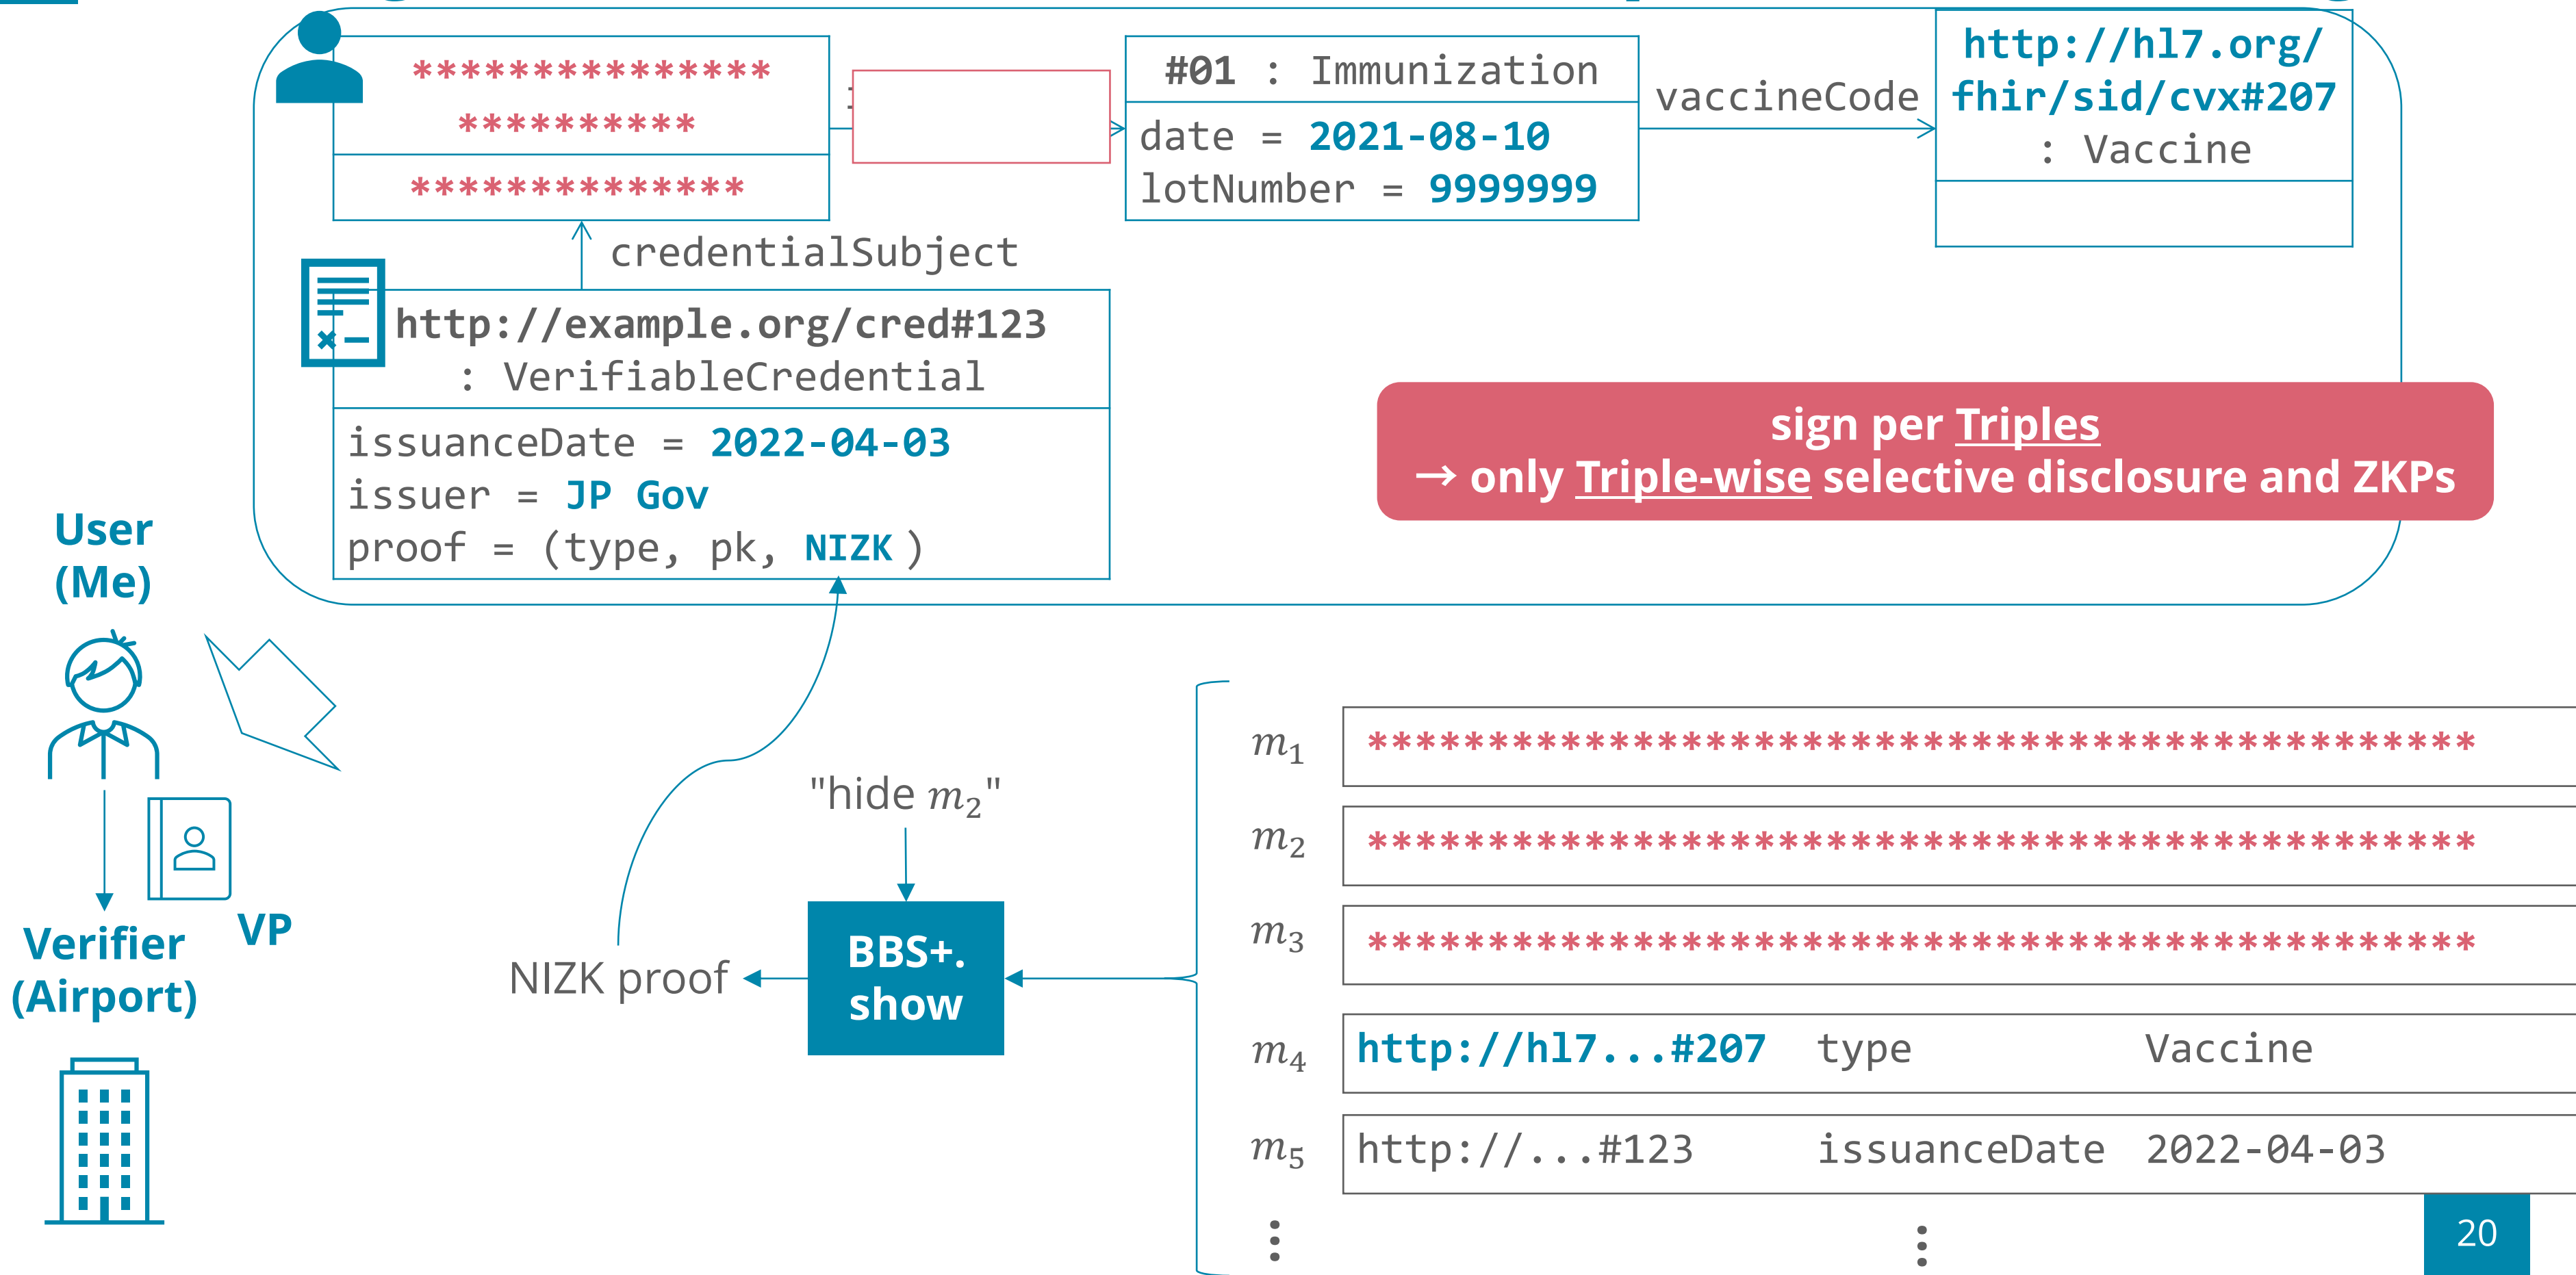 ***************
**********
**************
#01 : Immunization
date = 2021-08-10
lotNumber = 9999999
vaccineCode
http://hl7.org/
fhir/sid/cvx#207
: Vaccine
credentialSubject
http://example.org/cred#123
: VerifiableCredential
issuanceDate = 2022-04-03
issuer = JP Gov
proof = (type, pk, NIZK )
sign per Triples
→ only Triple-wise selective disclosure and ZKPs
User
(Me)
VP
Verifier
(Airport)
"hide m₂"
BBS+.
show
NIZK proof
m₁ **********************************************
m₂ **********************************************
m₃ **********************************************
m₄ http://hl7...#207 type Vaccine
m₅ http://...#123 issuanceDate 2022-04-03
⋮ ⋮
20